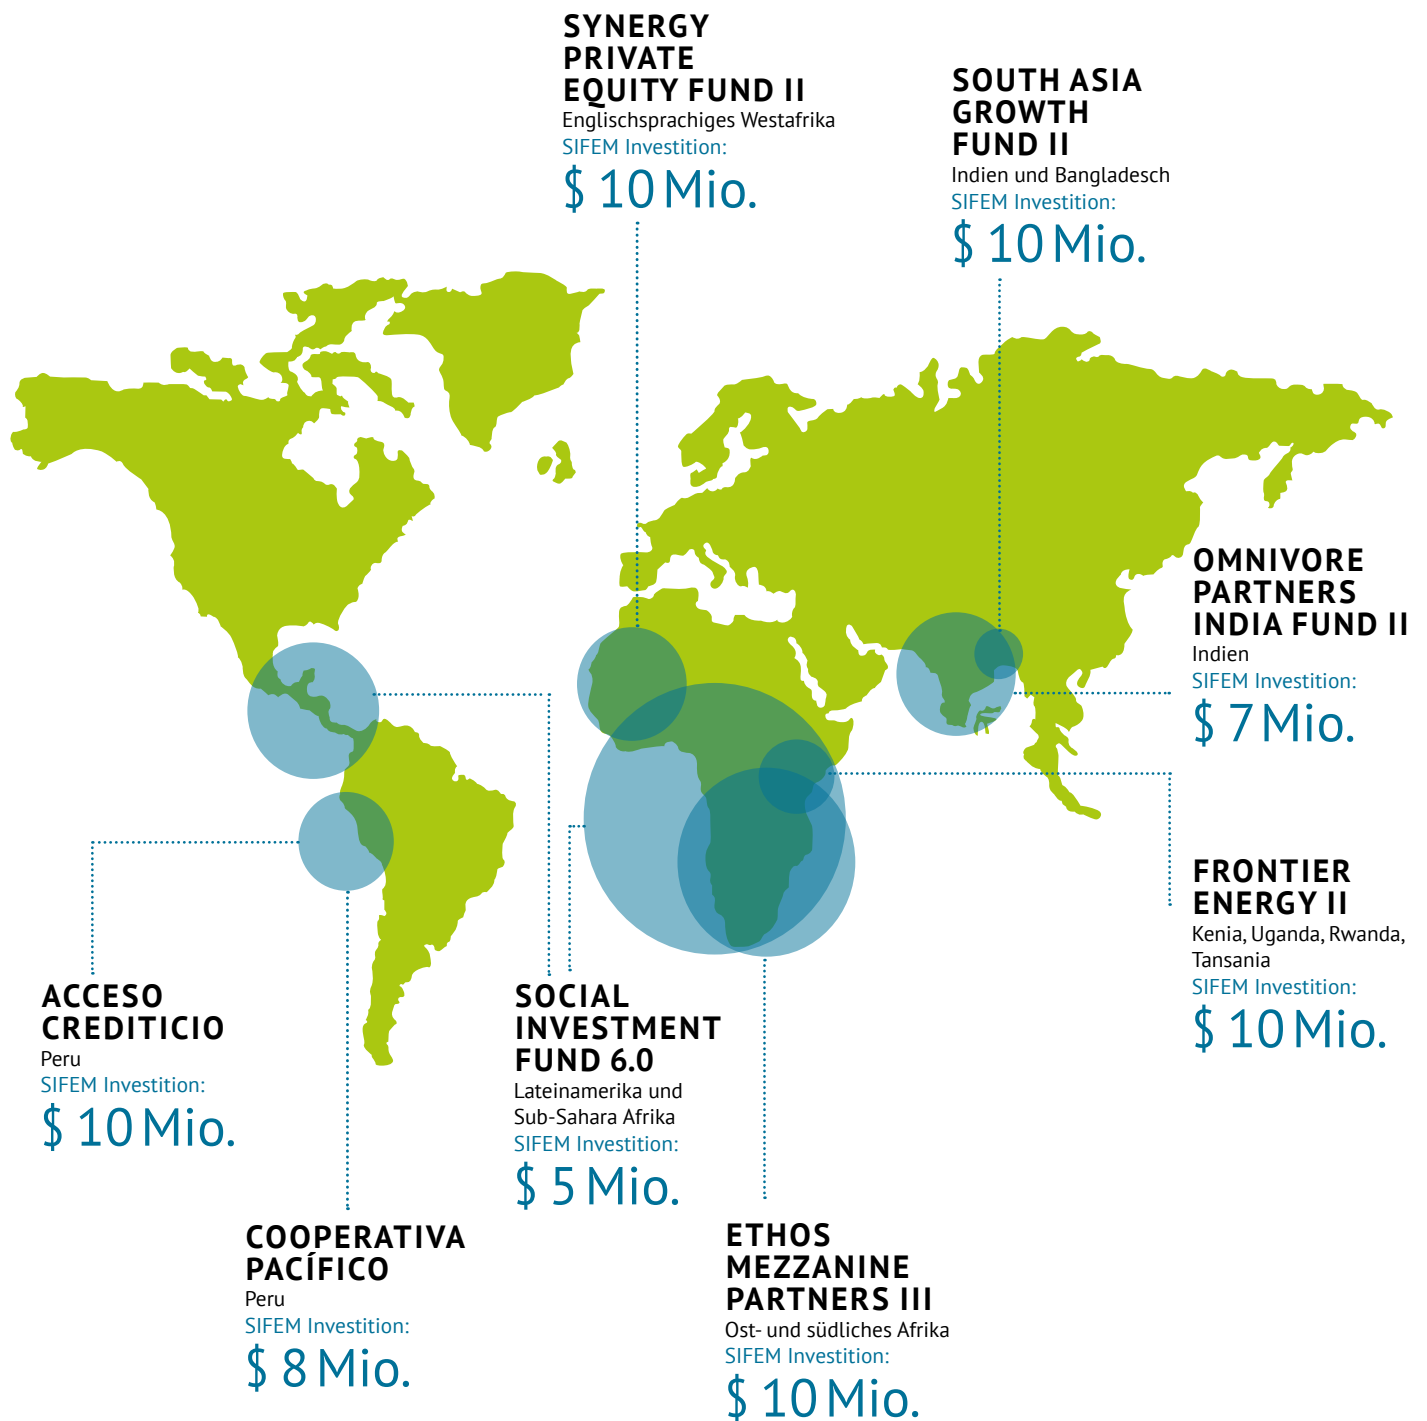 SYNERGY
PRIVATE
EQUITY FUND II
Englischsprachiges Westafrika
SIFEM Investition:
$ 10 Mio.
SOUTH ASIA
GROWTH
FUND II
Indien und Bangladesch
SIFEM Investition:
$ 10 Mio.
OMNIVORE
PARTNERS
INDIA FUND II
Indien
SIFEM Investition:
$ 7 Mio.
FRONTIER
ENERGY II
Kenia, Uganda, Rwanda,
Tansania
SIFEM Investition:
$ 10 Mio.
ACCESO
CREDITICIO
Peru
SIFEM Investition:
$ 10 Mio.
SOCIAL
INVESTMENT
FUND 6.0
Lateinamerika und
Sub-Sahara Afrika
SIFEM Investition:
$ 5 Mio.
COOPERATIVA
PACÍFICO
Peru
SIFEM Investition:
$ 8 Mio.
ETHOS
MEZZANINE
PARTNERS III
Ost- und südliches Afrika
SIFEM Investition:
$ 10 Mio.